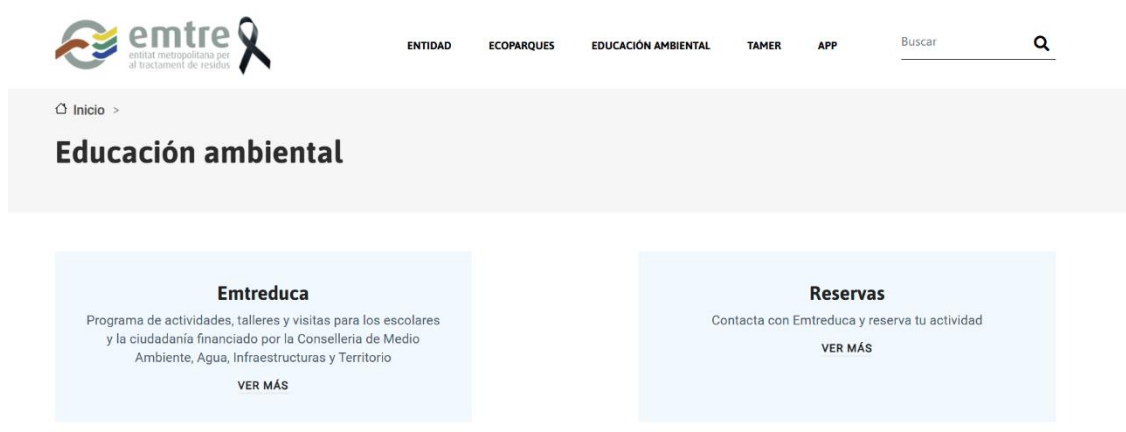 emtre
entitat metropolitana per
al tractament de residus
ENTIDAD
ECOPARQUES
EDUCACIÓN AMBIENTAL
TAMER
APP
Buscar
Inicio >
Educación ambiental
Emtreduca
Programa de actividades, talleres y visitas para los escolares
y la ciudadanía financiado por la Conselleria de Medio
Ambiente, Agua, Infraestructuras y Territorio
VER MÁS
Reservas
Contacta con Emtreduca y reserva tu actividad
VER MÁS